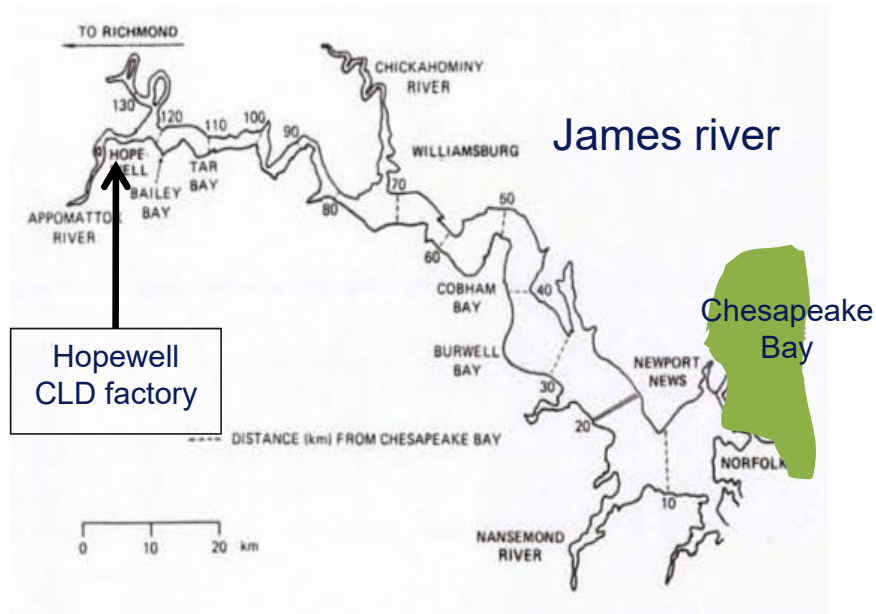 TO RICHMOND
CHICKAHOMINY
RIVER
130
120
110
100
90
James river
HOPE-
WELL
TAR
BAY
WILLIAMSBURG
BAILEY
BAY
APPOMATTOX
RIVER
80
70
60
50
COBHAM
BAY
40
Chesapeake
Bay
Hopewell
CLD factory
BURWELL
BAY
30
NEWPORT
NEWS
20
DISTANCE (km) FROM CHESAPEAKE BAY
NORFOLK
10
NANSEMOND
RIVER
0 10 20 km